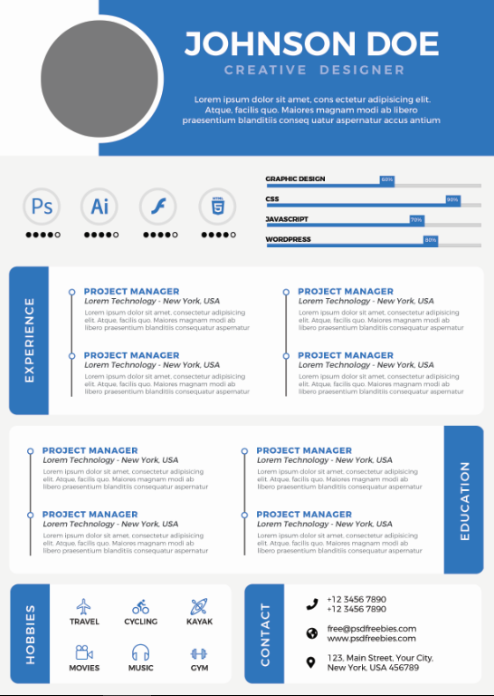 JOHNSON DOE
CREATIVE DESIGNER
Lorem ipsum dolor sit amet, cons ectetur adipisicing elit.
Atque, facilis quo maiores magnam modi ab libero
praesentium blanditiis conseq uatur aspernatur accus antium
Ps
Ai
5
GRAPHIC DESIGN
60%
CSS
90%
JAVASCRIPT
70%
WORDPRESS
80%
EXPERIENCE
PROJECT MANAGER
Lorem Technology - New York, USA
Lorem ipsum dolor sit amet, consectetur adipisicing
elit. Atque, facilis quo. Maiores magnam modi ab
libero praesentium blanditiis consequatur aspernatur
PROJECT MANAGER
Lorem Technology - New York, USA
Lorem ipsum dolor sit amet, consectetur adipisicing
elit. Atque, facilis quo. Maiores magnam modi ab
libero praesentium blanditiis consequatur aspernatur
PROJECT MANAGER
Lorem Technology - New York, USA
Lorem ipsum dolor sit amet, consectetur adipisicing
elit. Atque, facilis quo. Maiores magnam modi ab
libero praesentium blanditiis consequatur aspernatur
PROJECT MANAGER
Lorem Technology - New York, USA
Lorem ipsum dolor sit amet, consectetur adipisicing
elit. Atque, facilis quo. Maiores magnam modi ab
libero praesentium blanditiis consequatur aspernatur
PROJECT MANAGER
Lorem Technology - New York, USA
Lorem ipsum dolor sit amet, consectetur adipisicing
elit. Atque, facilis quo. Maiores magnam modi ab
libero praesentium blanditiis consequatur aspernatur
PROJECT MANAGER
Lorem Technology - New York, USA
Lorem ipsum dolor sit amet, consectetur adipisicing
elit. Atque, facilis quo. Maiores magnam modi ab
libero praesentium blanditiis consequatur aspernatur
PROJECT MANAGER
Lorem Technology - New York, USA
Lorem ipsum dolor sit amet, consectetur adipisicing
elit. Atque, facilis quo. Maiores magnam modi ab
libero praesentium blanditiis consequatur aspernatur
PROJECT MANAGER
Lorem Technology - New York, USA
Lorem ipsum dolor sit amet, consectetur adipisicing
elit. Atque, facilis quo. Maiores magnam modi ab
libero praesentium blanditiis consequatur aspernatur
EDUCATION
HOBBIES
TRAVEL
CYCLING
KAYAK
MOVIES
MUSIC
GYM
CONTACT
+12 3456 7890
+12 3456 7890
free@psdfreebies.com
www.psdfreebies.com
123, Main Street, Your City,
New York, USA 456789